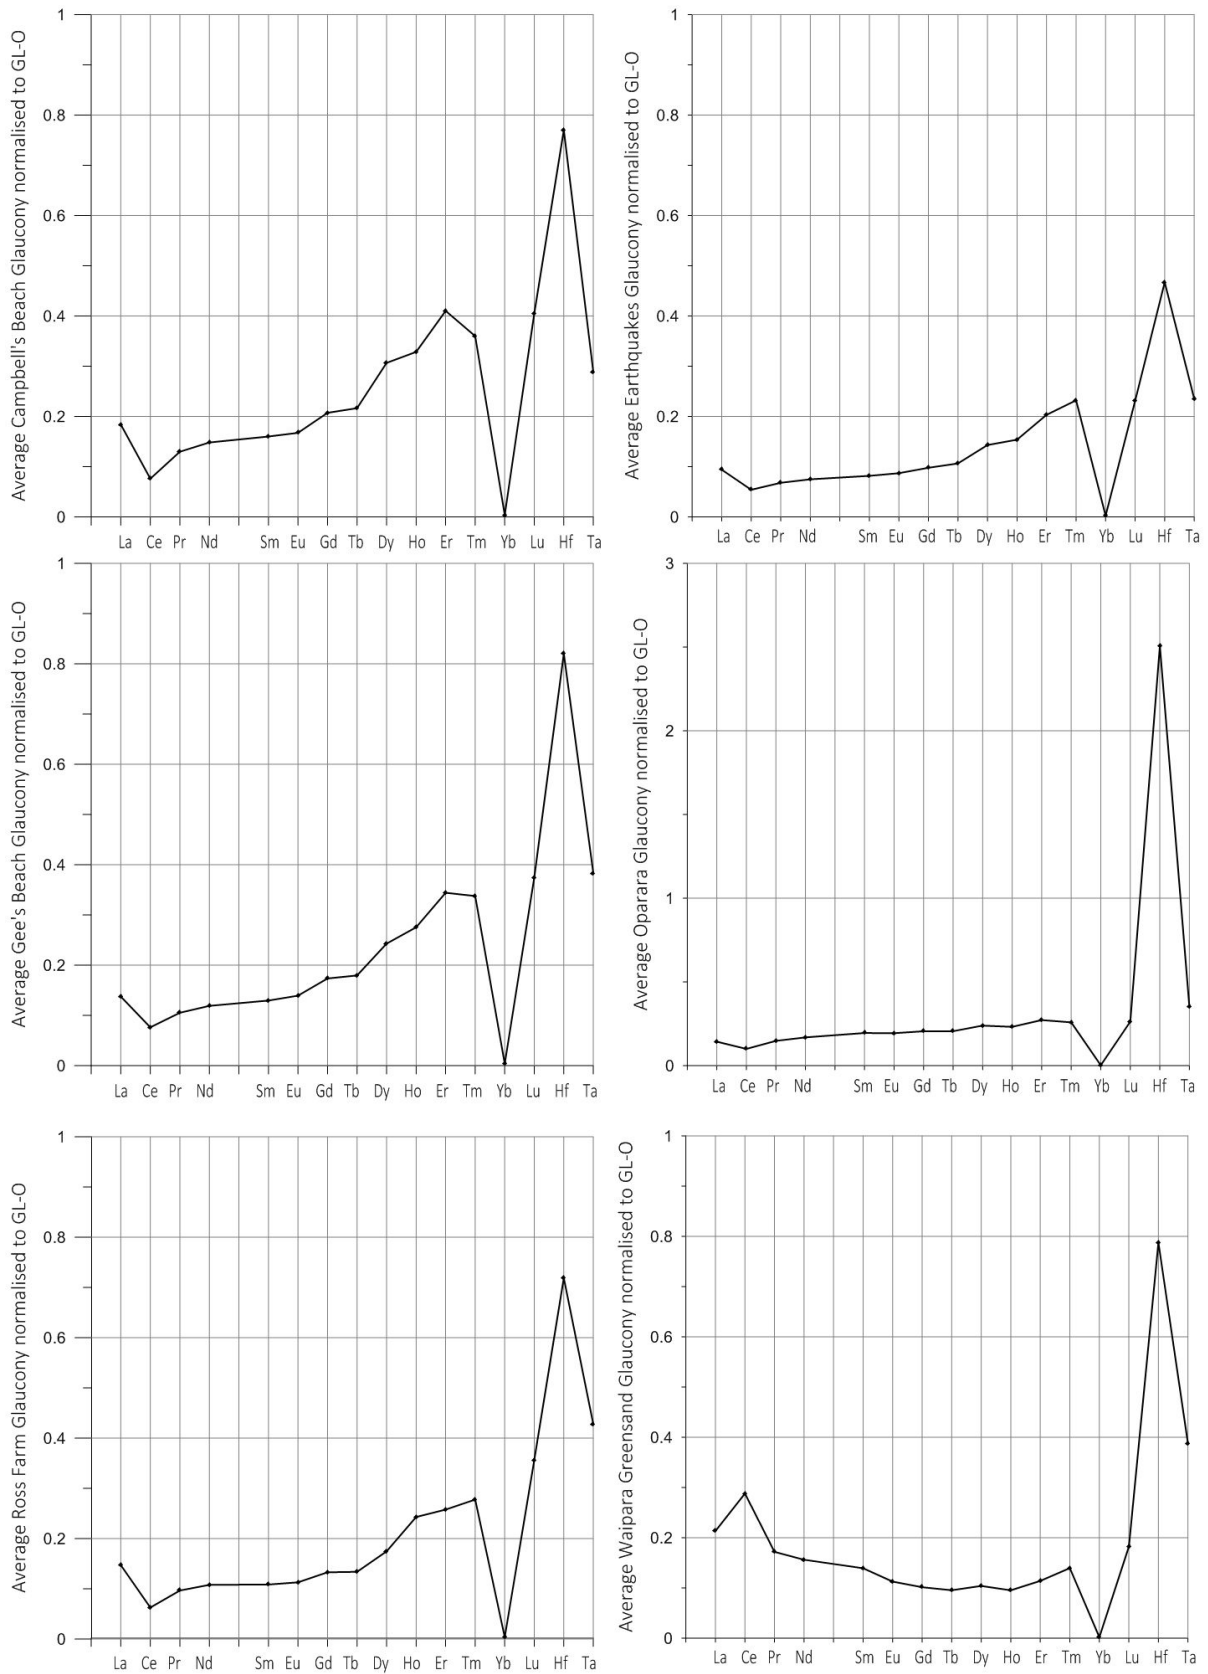 Average Campbell's Beach Glaucony normalised to GL-O
1
0.8
0.6
0.4
0.2
0
La Ce Pr Nd Sm Eu Gd Tb Dy Ho Er Tm Yb Lu Hf Ta
Average Earthquakes Glaucony normalised to GL-O
1
0.8
0.6
0.4
0.2
0
La Ce Pr Nd Sm Eu Gd Tb Dy Ho Er Tm Yb Lu Hf Ta
Average Gee's Beach Glaucony normalised to GL-O
1
0.8
0.6
0.4
0.2
0
La Ce Pr Nd Sm Eu Gd Tb Dy Ho Er Tm Yb Lu Hf Ta
Average Oparara Glaucony normalised to GL-O
3
2
1
0
La Ce Pr Nd Sm Eu Gd Tb Dy Ho Er Tm Yb Lu Hf Ta
Average Ross Farm Glaucony normalised to GL-O
1
0.8
0.6
0.4
0.2
0
La Ce Pr Nd Sm Eu Gd Tb Dy Ho Er Tm Yb Lu Hf Ta
Average Waipara Greensand Glaucony normalised to GL-O
1
0.8
0.6
0.4
0.2
0
La Ce Pr Nd Sm Eu Gd Tb Dy Ho Er Tm Yb Lu Hf Ta